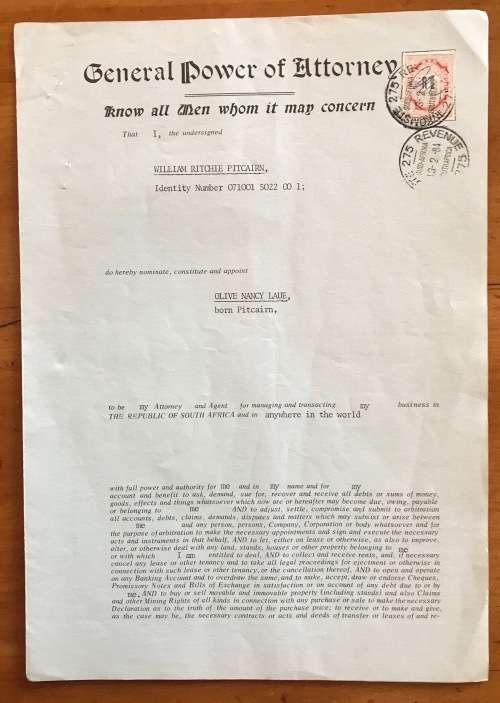 General Power of Attorney
Know all Men whom it may concern
That I, the undersigned
WILLIAM RITCHIE PITCAIRN,
Identity Number 071001 5022 00 1;
do hereby nominate, constitute and appoint
OLIVE NANCY LAUE,
born Pitcairn,
to be my Attorney and Agent for managing and transacting my business in
THE REPUBLIC OF SOUTH AFRICA and in anywhere in the world
with full power and authority for me and in my name and for my
account and benefit to ask, demand, sue for, recover and receive all debts or sums of money,
goods, effects and things whatsoever which now are or hereafter may become due, owing, payable
or belonging to me AND to adjust, settle, compromise and submit to arbitration
all accounts, debts, claims, demands, disputes and matters which may subsist or arise between
me and any person, persons, Company, Corporation or body whatsoever and for
the purpose of arbitration to make the necessary appointments and sign and execute the necessary
acts and instruments in that behalf, AND to let, either on lease or otherwise, as also to improve,
alter, or otherwise deal with any land, stands, houses or other property belonging to me
or with which I am entitled to deal, AND to collect and receive rents, and, if necessary
cancel any lease or other tenancy and to take all legal proceedings for ejectment or otherwise in
connection with such lease or other tenancy, or the cancellation thereof, AND to open and operate
on any Banking Account and to overdraw the same, and to make, accept, draw or endorse Cheques,
Promissory Notes and Bills of Exchange in satisfaction or on account of any debt due to or by
me, AND to buy or sell movable and immovable property (including stands) and also Claims
and other Mining Rights of all kinds in connection with any purchase or sale to make the necessary
Declaration as to the truth of the amount of the purchase price; to receive or to make and give,
as the case may be, the necessary contracts or acts and deeds of transfer or leases of and re-
275 REVENUE 275